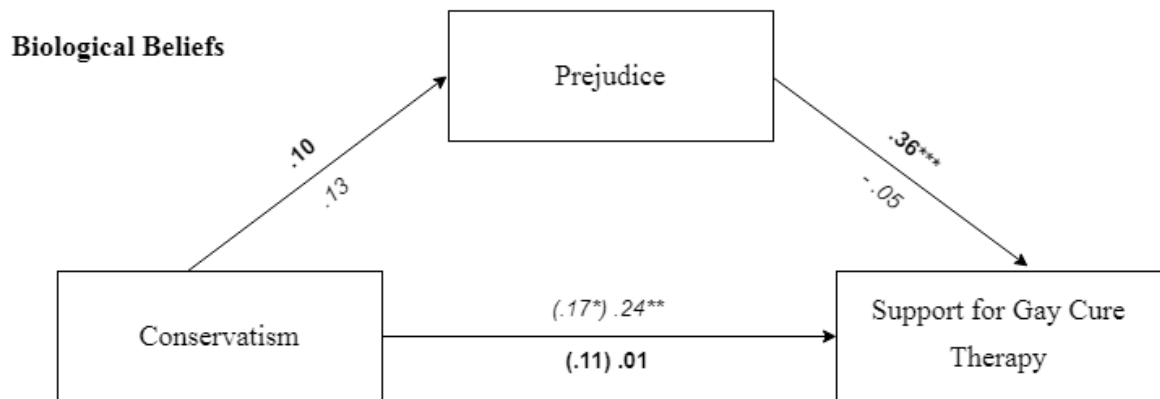 Biological Beliefs
Prejudice
.10
.13
.36***
- .05
Conservatism
(.17*) .24**
(.11) .01
Support for Gay Cure
Therapy